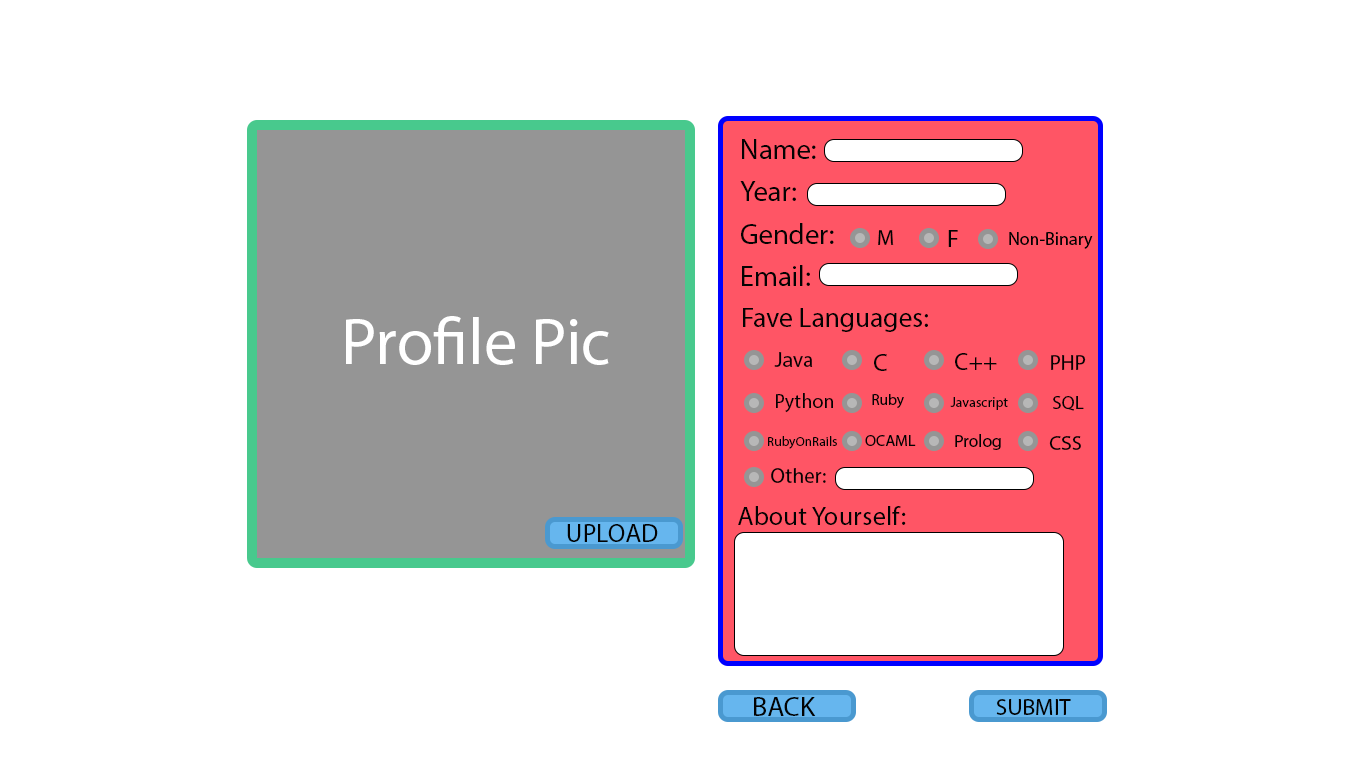 Profile Pic
UPLOAD
Name:
Year:
Gender: M F Non-Binary
Email:
Fave Languages:
Java C C++ PHP
Python Ruby Javascript SQL
RubyOnRails OCAML Prolog CSS
Other:
About Yourself:
BACK SUBMIT